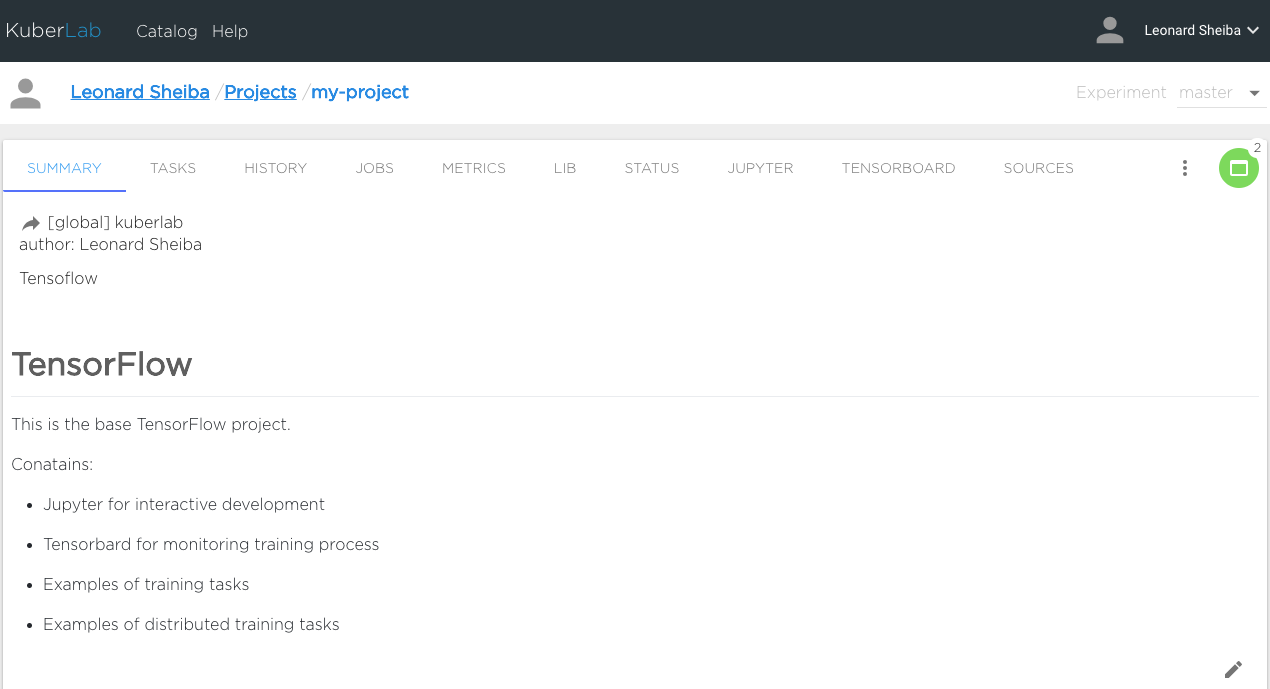 KuberLab Catalog Help Leonard Sheiba
Leonard Sheiba / Projects / my-project Experiment master
2
SUMMARY TASKS HISTORY JOBS METRICS LIB STATUS JUPYTER TENSORBOARD SOURCES
[global] kuberlab
author: Leonard Sheiba
Tensoflow
TensorFlow
This is the base TensorFlow project.
Conatains:
• Jupyter for interactive development
• Tensorbard for monitoring training process
• Examples of training tasks
• Examples of distributed training tasks